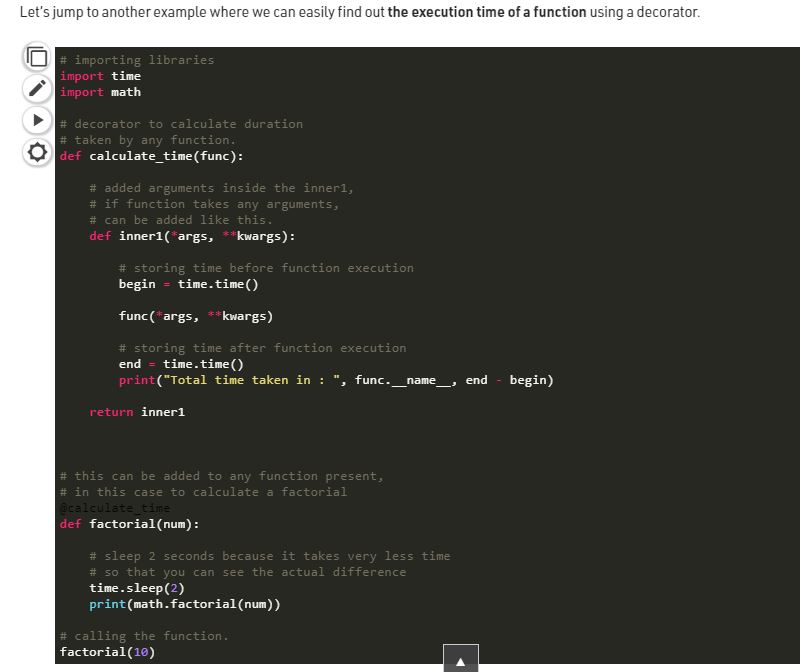 Let's jump to another example where we can easily find out the execution time of a function using a decorator.
# importing libraries
import time
import math
# decorator to calculate duration
# taken by any function.
def calculate_time(func):
    # added arguments inside the inner1,
    # if function takes any arguments,
    # can be added like this.
    def inner1(*args, **kwargs):
        # storing time before function execution
        begin = time.time()
        func(*args, **kwargs)
        # storing time after function execution
        end = time.time()
        print("Total time taken in : ", func.__name__, end - begin)
    return inner1
# this can be added to any function present,
# in this case to calculate a factorial
@calculate_time
def factorial(num):
    # sleep 2 seconds because it takes very less time
    # so that you can see the actual difference
    time.sleep(2)
    print(math.factorial(num))
# calling the function.
factorial(10)